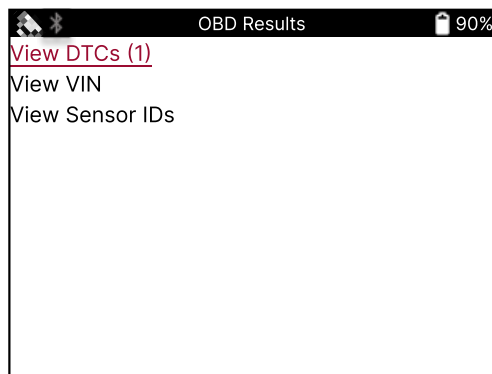 OBD Results
90%
View DTCs (1)
View VIN
View Sensor IDs